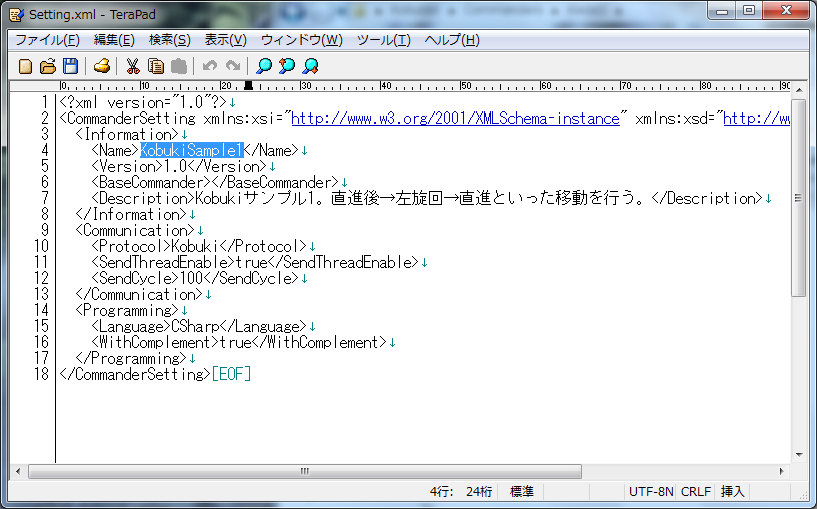 Setting.xml - TeraPad
ファイル(F) 編集(E) 検索(S) 表示(V) ウィンドウ(W) ツール(T) ヘルプ(H)
0 10 20 30 40 50 60 70 80 90
1 <?xml version="1.0"?>↓
2 <CommanderSetting xmlns:xsi="http://www.w3.org/2001/XMLSchema-instance" xmlns:xsd="http://www
3 <Information>↓
4 <Name>KobukiSample1</Name>↓
5 <Version>1.0</Version>↓
6 <BaseCommander></BaseCommander>↓
7 <Description>Kobukiサンプル1。直進後→左旋回→直進といった移動を行う。</Description>↓
8 </Information>↓
9 <Communication>↓
10 <Protocol>Kobuki</Protocol>↓
11 <SendThreadEnable>true</SendThreadEnable>↓
12 <SendCycle>100</SendCycle>↓
13 </Communication>↓
14 <Programming>↓
15 <Language>CSharp</Language>↓
16 <WithComplement>true</WithComplement>↓
17 </Programming>↓
18 </CommanderSetting>[EOF]
4行: 24桁 標準 UTF-8N CRLF 挿入